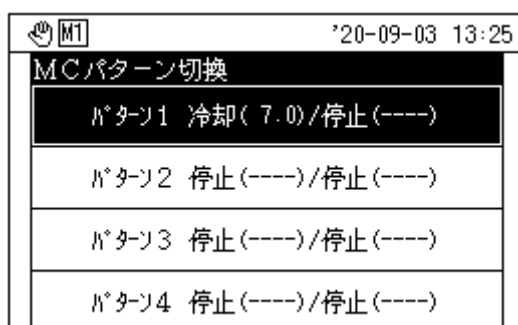 M1 '20-09-03 13:25
MCパターン切換
ﾊﾟﾀｰﾝ1 冷却( 7.0)/停止(----)
ﾊﾟﾀｰﾝ2 停止(----)/停止(----)
ﾊﾟﾀｰﾝ3 停止(----)/停止(----)
ﾊﾟﾀｰﾝ4 停止(----)/停止(----)